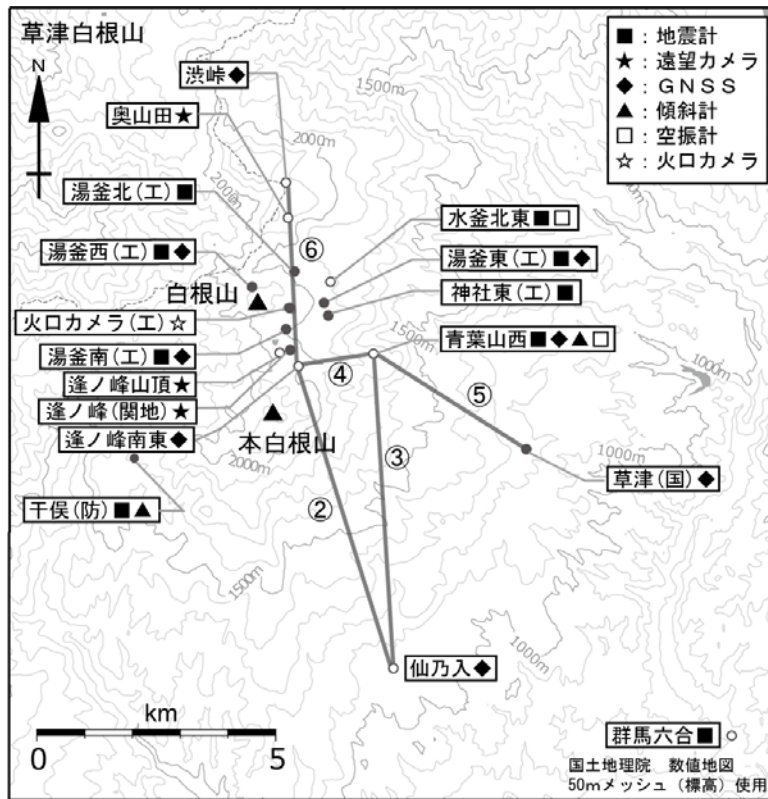 草津白根山
N
■：地震計
★：遠望カメラ
◆：ＧＮＳＳ
▲：傾斜計
□：空振計
☆：火口カメラ
渋峠◆
奥山田★
湯釜北(工)■
湯釜西(工)■◆
白根山
火口カメラ(工)☆
湯釜南(工)■◆
逢ノ峰山頂★
逢ノ峰(関地)★
逢ノ峰南東◆
本白根山
干俣(防)■▲
水釜北東■□
湯釜東(工)■◆
神社東(工)■
青葉山西■◆▲□
草津(国)◆
仙乃入◆
群馬六合■
⑥
④
⑤
③
②
1500m
2000m
2000m
1500m
1000m
1000m
2000m
1500m
1000m
km
0 5
国土地理院 数値地図
50mメッシュ（標高）使用